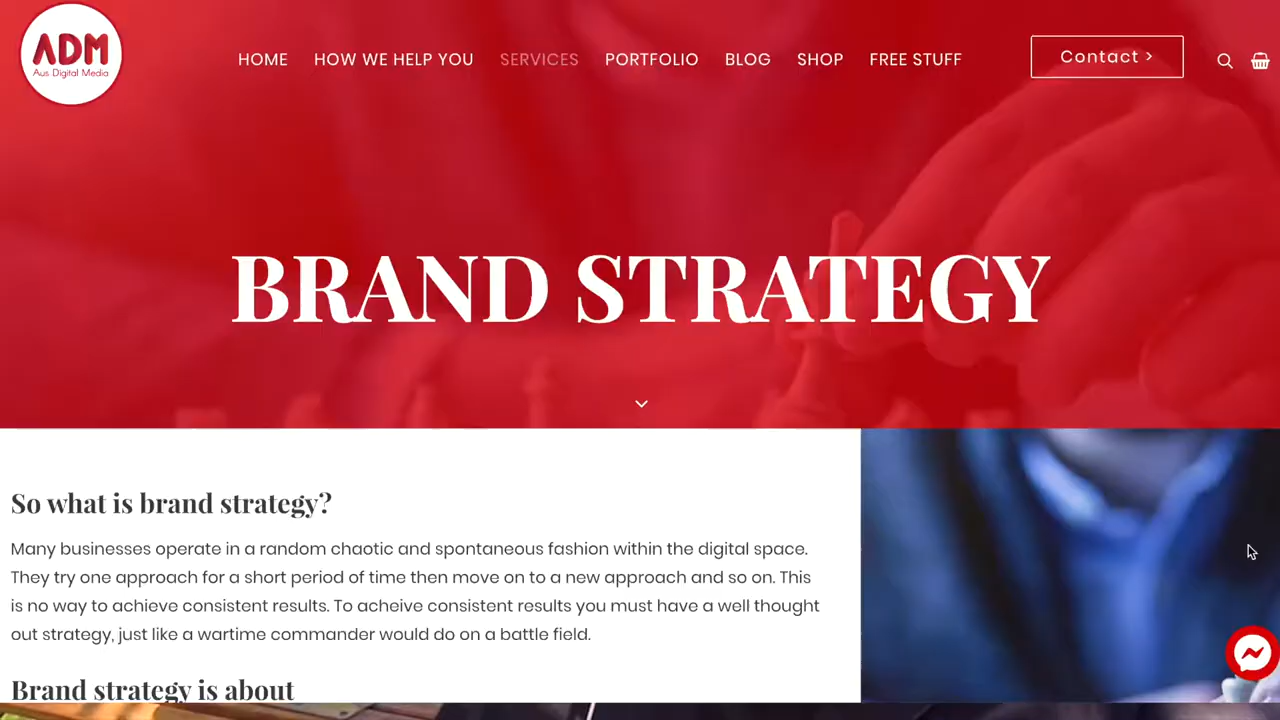 ADM
Aus Digital Media
HOME HOW WE HELP YOU SERVICES PORTFOLIO BLOG SHOP FREE STUFF Contact >
BRAND STRATEGY
So what is brand strategy?
Many businesses operate in a random chaotic and spontaneous fashion within the digital space.
They try one approach for a short period of time then move on to a new approach and so on. This
is no way to achieve consistent results. To acheive consistent results you must have a well thought
out strategy, just like a wartime commander would do on a battle field.
Brand strategy is about